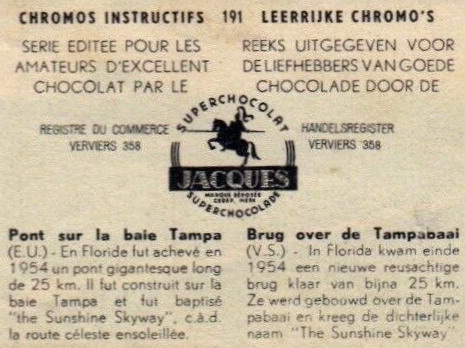 CHROMOS INSTRUCTIFS 191 LEERRIJKE CHROMO'S
SERIE EDITEE POUR LES
AMATEURS D'EXCELLENT
CHOCOLAT PAR LE
REEKS UITGEGEVEN VOOR
DE LIEFHEBBERS VAN GOEDE
CHOCOLADE DOOR DE
REGISTRE DU COMMERCE
VERVIERS 358
SUPERCHOCOLAT
JACQUES
MARQUE DÉPOSÉE
GEDEP. MERK
SUPERCHOCOLADE
HANDELSREGISTER
VERVIERS 358
Pont sur la baie Tampa
(E.U.) - En Floride fut achevé en
1954 un pont gigantesque long
de 25 km. Il fut construit sur la
baie Tampa et fut baptisé
"the Sunshine Skyway", c.à.d.
la route céleste ensoleillée.
Brug over de Tampabaai
(V.S.) - In Florida kwam einde
1954 een nieuwe reusachtige
brug klaar van bijna 25 km.
Ze werd gebouwd over de Tam-
pabaai en kreeg de dichterlijke
naam "The Sunshine Skyway"